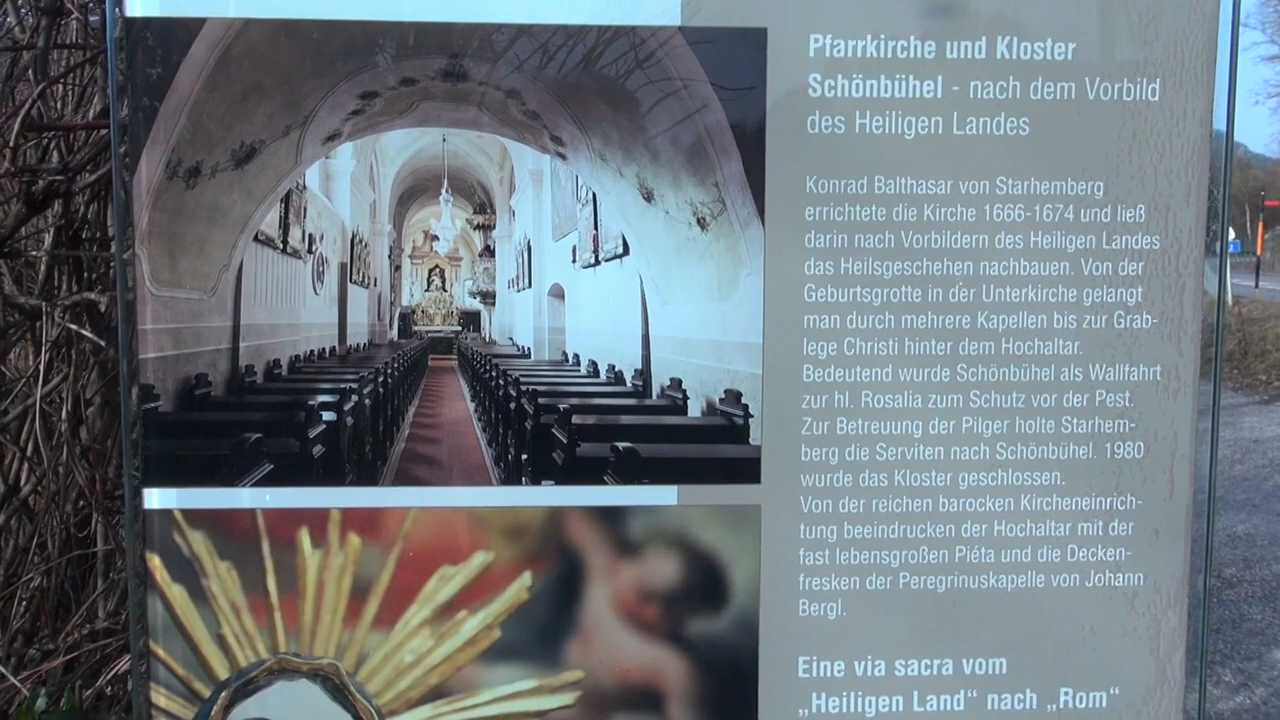 Pfarrkirche und Kloster
Schönbühel - nach dem Vorbild
des Heiligen Landes
Konrad Balthasar von Starhemberg
errichtete die Kirche 1666-1674 und ließ
darin nach Vorbildern des Heiligen Landes
das Heilsgeschehen nachbauen. Von der
Geburtsgrotte in der Unterkirche gelangt
man durch mehrere Kapellen bis zur Grab-
lege Christi hinter dem Hochaltar.
Bedeutend wurde Schönbühel als Wallfahrt
zur hl. Rosalia zum Schutz vor der Pest.
Zur Betreuung der Pilger holte Starhem-
berg die Serviten nach Schönbühel. 1980
wurde das Kloster geschlossen.
Von der reichen barocken Kircheneinrich-
tung beeindrucken der Hochaltar mit der
fast lebensgroßen Piéta und die Decken-
fresken der Peregrinuskapelle von Johann
Bergl.
Eine via sacra vom
„Heiligen Land“ nach „Rom“